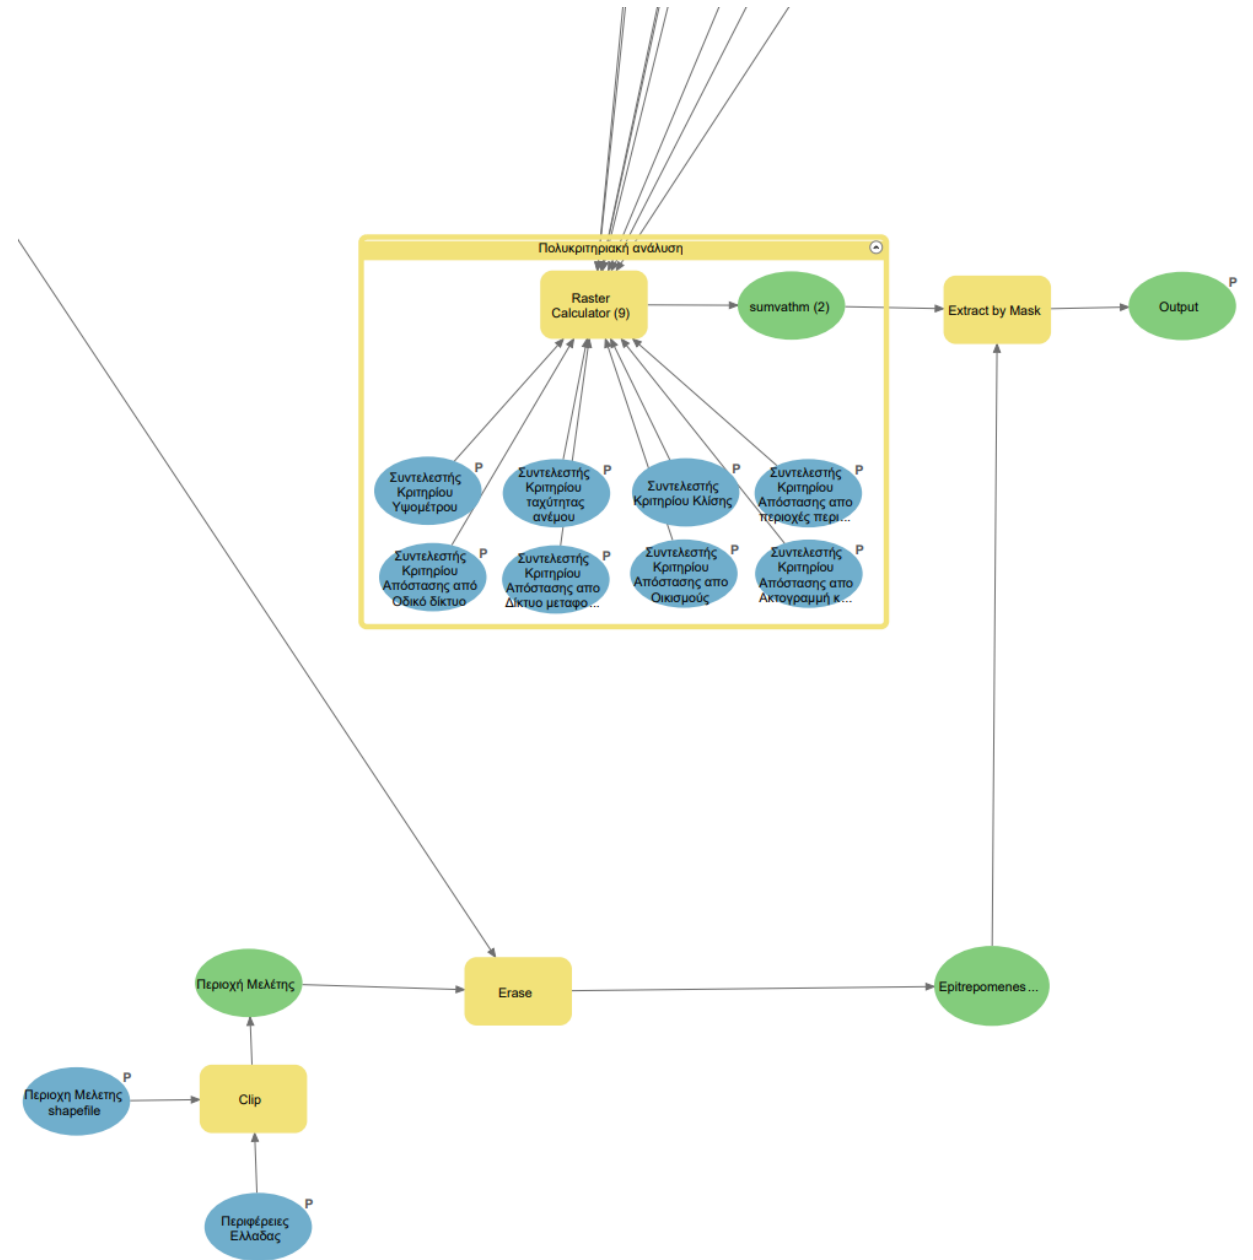 Πολυκριτηριακή ανάλυση
Raster
Calculator (9)
sumvathm (2)
Extract by Mask
Output
P
Συντελεστής
Κριτηρίου
Υψομέτρου
P
Συντελεστής
Κριτηρίου
ταχύτητας
ανέμου
P
Συντελεστής
Κριτηρίου Κλίσης
P
Συντελεστής
Κριτηρίου
Απόστασης απο
περιοχές περι...
P
Συντελεστής
Κριτηρίου
Απόστασης από
Οδικό δίκτυο
P
Συντελεστής
Κριτηρίου
Απόστασης απο
Δίκτυο μεταφο...
P
Συντελεστής
Κριτηρίου
Απόστασης απο
Οικισμούς
P
Συντελεστής
Κριτηρίου
Απόστασης απο
Ακτογραμμή κ...
P
Περιοχή Μελέτης
Erase
Epitrepomenes...
Περιοχη Μελετης
shapefile
P
Clip
Περιφέρειες
Ελλαδας
P